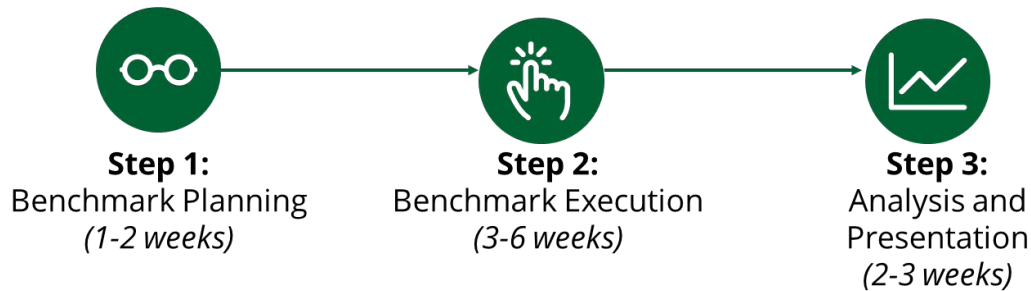 Step 1:
Benchmark Planning
(1-2 weeks)
Step 2:
Benchmark Execution
(3-6 weeks)
Step 3:
Analysis and
Presentation
(2-3 weeks)